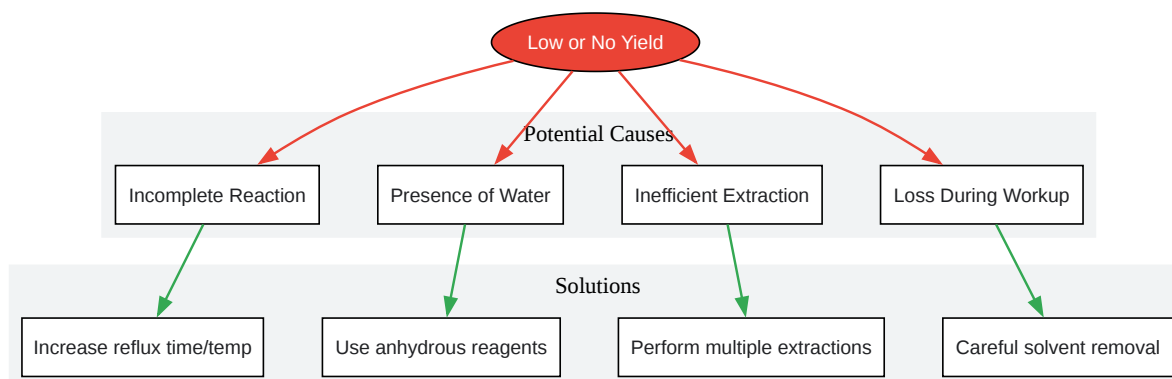 Low or No Yield
Potential Causes
Incomplete Reaction
Presence of Water
Inefficient Extraction
Loss During Workup
Solutions
Increase reflux time/temp
Use anhydrous reagents
Perform multiple extractions
Careful solvent removal